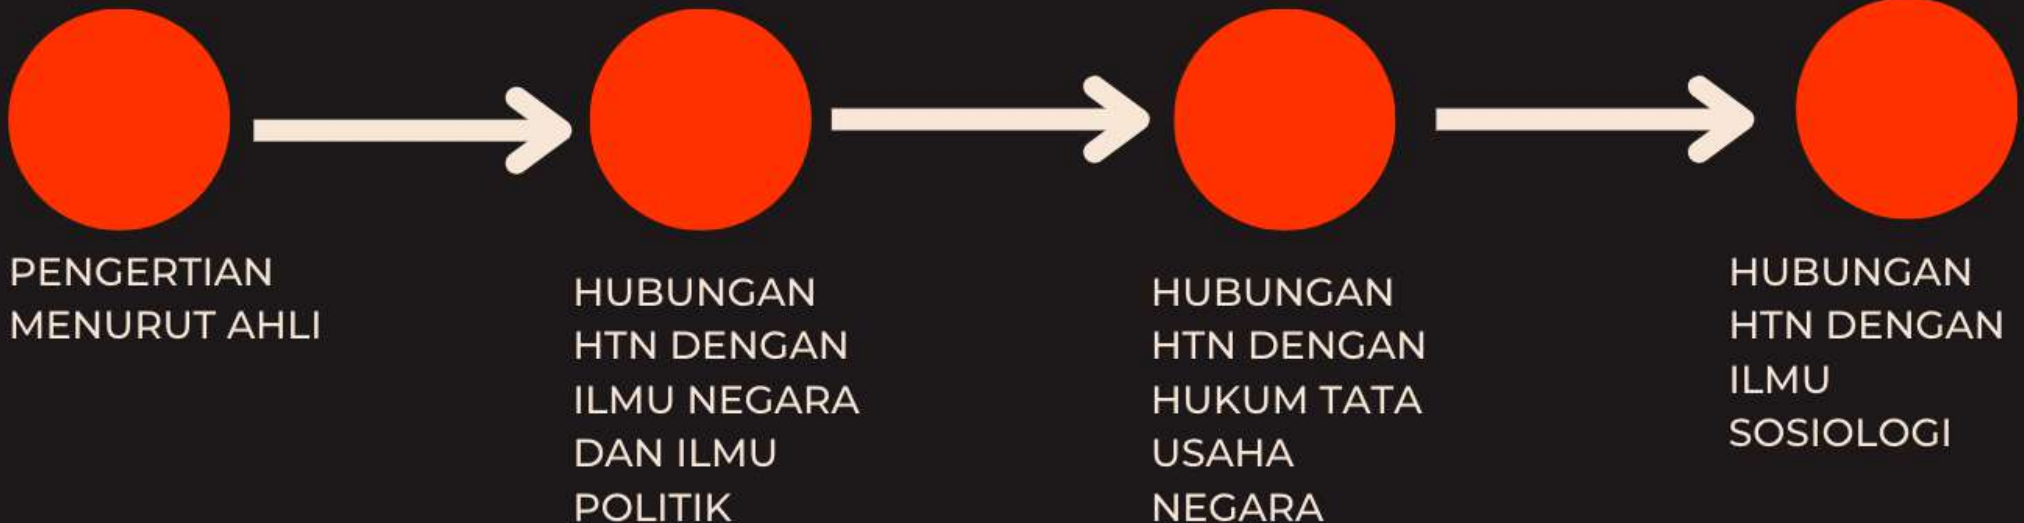 PENGERTIAN
MENURUT AHLI
HUBUNGAN
HTN DENGAN
ILMU NEGARA
DAN ILMU
POLITIK
HUBUNGAN
HTN DENGAN
HUKUM TATA
USAHA
NEGARA
HUBUNGAN
HTN DENGAN
ILMU
SOSIOLOGI